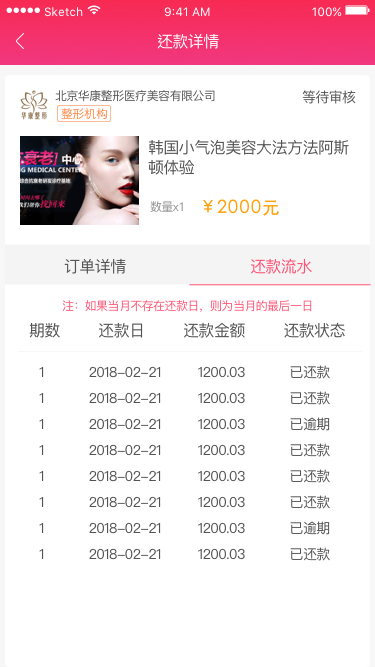 Sketch 9:41 AM 100%
还款详情
北京华康整形医疗美容有限公司 等待审核
整形机构
华康整形
韩国小气泡美容大法方法阿斯
顿体验
数量x1 ￥2000元
衰老！中心
NG MEDICAL CENTER
找回来
订单详情 还款流水
注：如果当月不存在还款日，则为当月的最后一日
期数 还款日 还款金额 还款状态
1 2018-02-21 1200.03 已还款
1 2018-02-21 1200.03 已逾期
1 2018-02-21 1200.03 已还款
1 2018-02-21 1200.03 已还款
1 2018-02-21 1200.03 已还款
1 2018-02-21 1200.03 已还款
1 2018-02-21 1200.03 已逾期
1 2018-02-21 1200.03 已还款